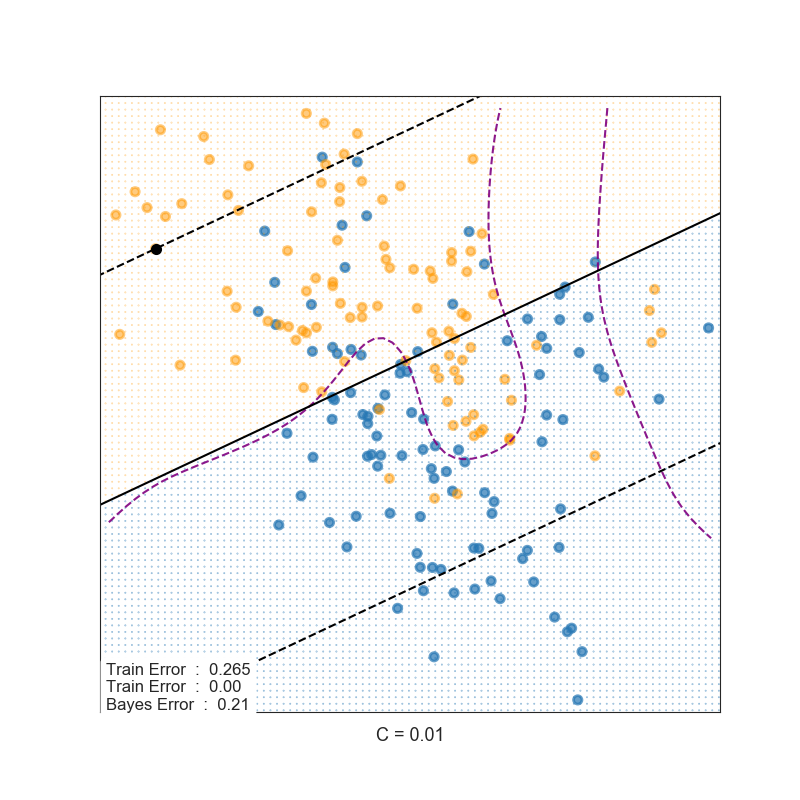 Train Error  :  0.265
Train Error  :  0.00
Bayes Error  :  0.21
C = 0.01